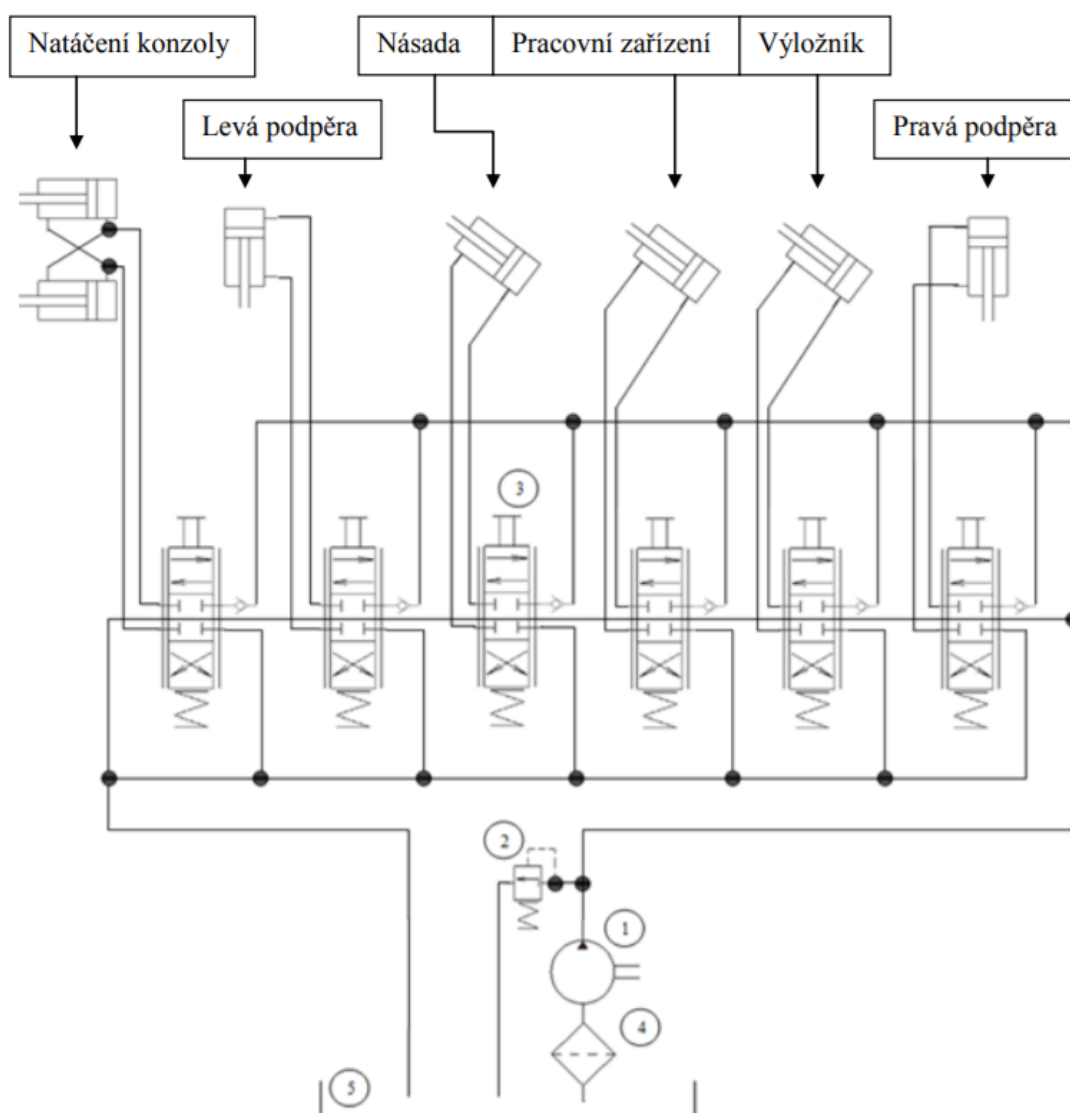 Natáčení konzoly
Násada
Pracovní zařízení
Výložník
Levá podpěra
Pravá podpěra
3
2
1
4
5